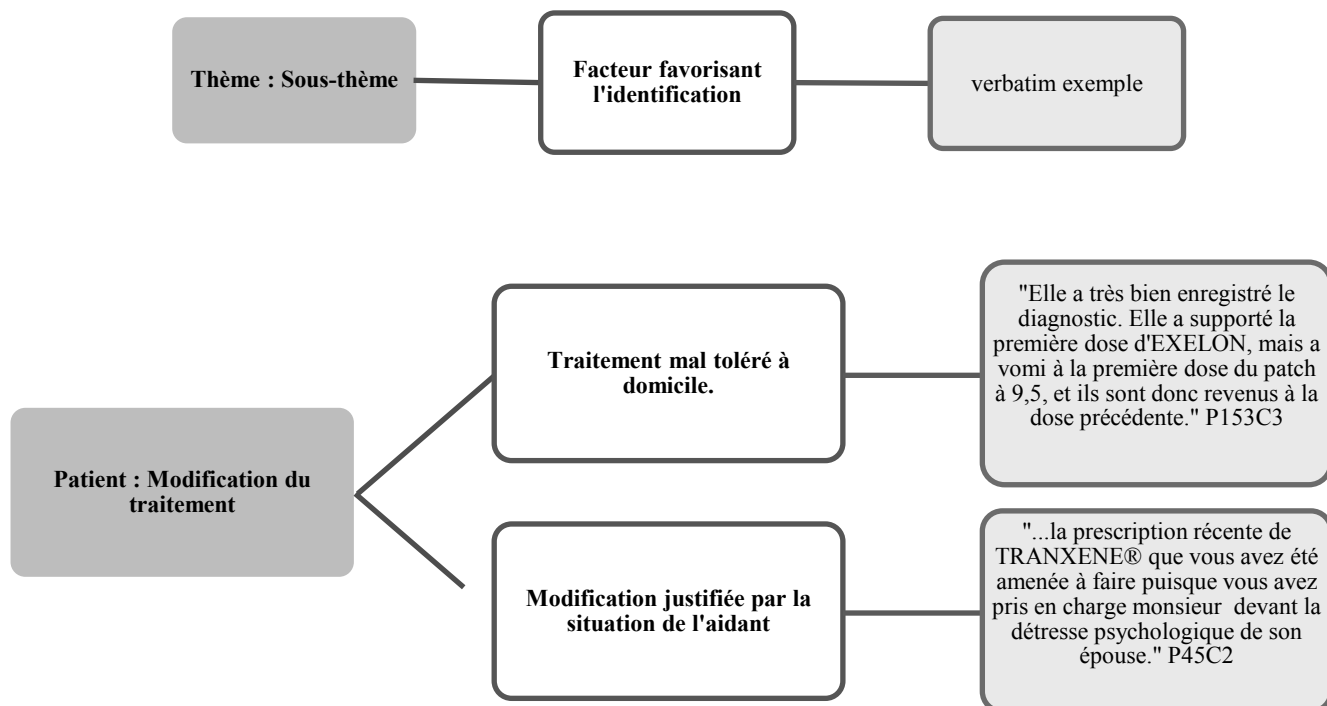 Thème : Sous-thème
Facteur favorisant
l'identification
verbatim exemple
Patient : Modification du
traitement
Traitement mal toléré à
domicile.
"Elle a très bien enregistré le
diagnostic. Elle a supporté la
première dose d'EXELON, mais a
vomi à la première dose du patch
à 9,5, et ils sont donc revenus à la
dose précédente." P153C3
Modification justifiée par la
situation de l'aidant
"...la prescription récente de
TRANXENE® que vous avez été
amenée à faire puisque vous avez
pris en charge monsieur  devant la
détresse psychologique de son
épouse." P45C2